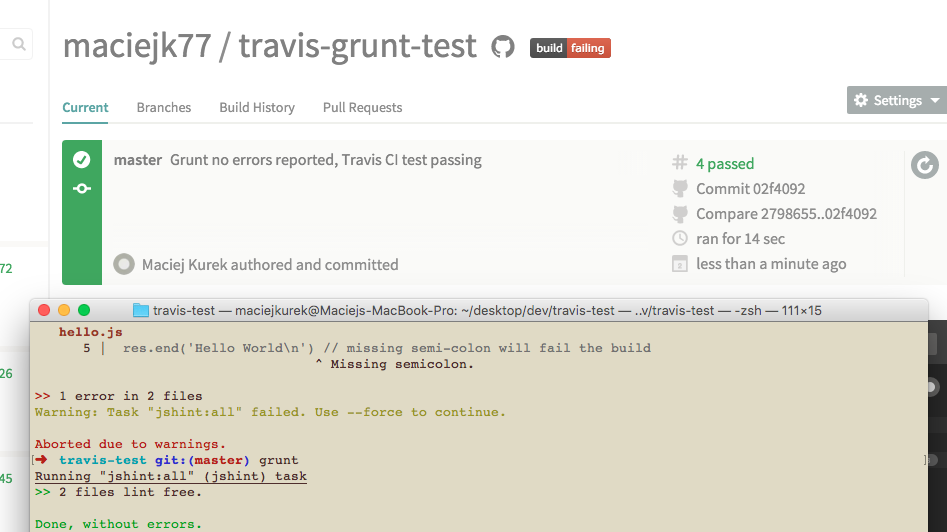 maciejk77 / travis-grunt-test build failing
Current Branches Build History Pull Requests Settings
master Grunt no errors reported, Travis CI test passing
# 4 passed
Commit 02f4092
Compare 2798655..02f4092
ran for 14 sec
Maciej Kurek authored and committed
less than a minute ago
72
26
45
travis-test — maciejkurek@Maciejs-MacBook-Pro: ~/desktop/dev/travis-test — ..v/travis-test — -zsh — 111×15
hello.js
5 | res.end('Hello World\n') // missing semi-colon will fail the build
^ Missing semicolon.
>> 1 error in 2 files
Warning: Task "jshint:all" failed. Use --force to continue.
Aborted due to warnings.
[➜ travis-test git:(master) grunt ]
Running "jshint:all" (jshint) task
>> 2 files lint free.
Done, without errors.